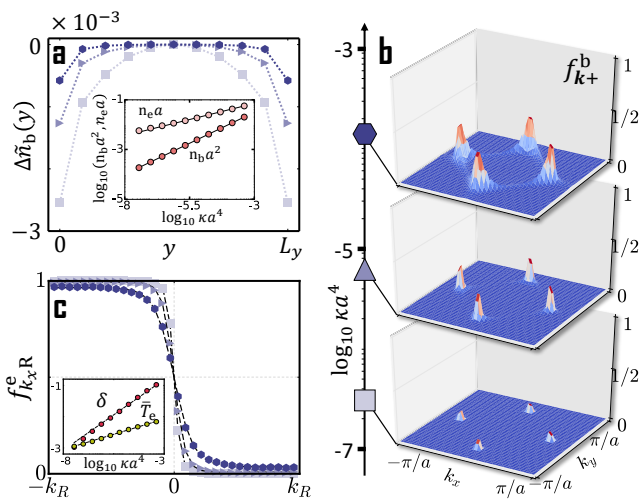 × 10⁻³
a
0
−3
Δñ_b(y)
0
y
L_y
-1
-3
-5
log₁₀ (n_b a², n_e a)
n_e a
n_b a²
-5.8
-5
-3.3
log₁₀ κa⁴
c
1
0
f^e_{k_x R}
−k_R
0
k_R
-1
-3
δ
T̄_e
-8
-3
log₁₀ κa⁴
b
-3
-5
-7
log₁₀ κa⁴
f^b_{k+}
1
1/2
0
1
1/2
0
1
1/2
0
−π/a
k_x
π/a
−π/a
k_y
π/a